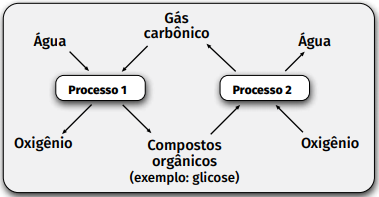 Gás
carbônico
Água
Água
Processo 1
Processo 2
Oxigênio
Compostos
orgânicos
(exemplo: glicose)
Oxigênio